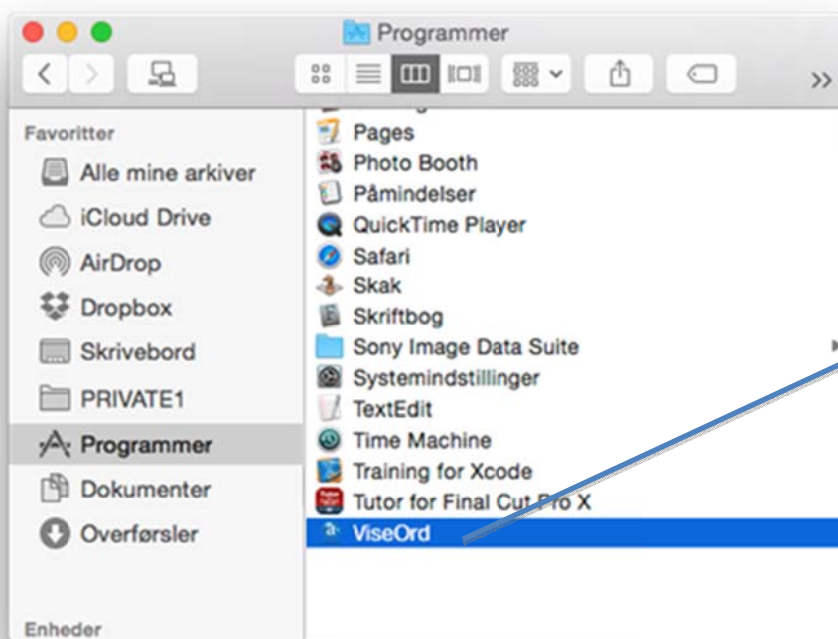 Programmer
Favoritter
Alle mine arkiver
iCloud Drive
AirDrop
Dropbox
Skrivebord
PRIVATE1
Programmer
Dokumenter
Overførsler
Enheder
Pages
Photo Booth
Påmindelser
QuickTime Player
Safari
Skak
Skriftbog
Sony Image Data Suite
Systemindstillinger
TextEdit
Time Machine
Training for Xcode
Tutor for Final Cut Pro X
ViseOrd